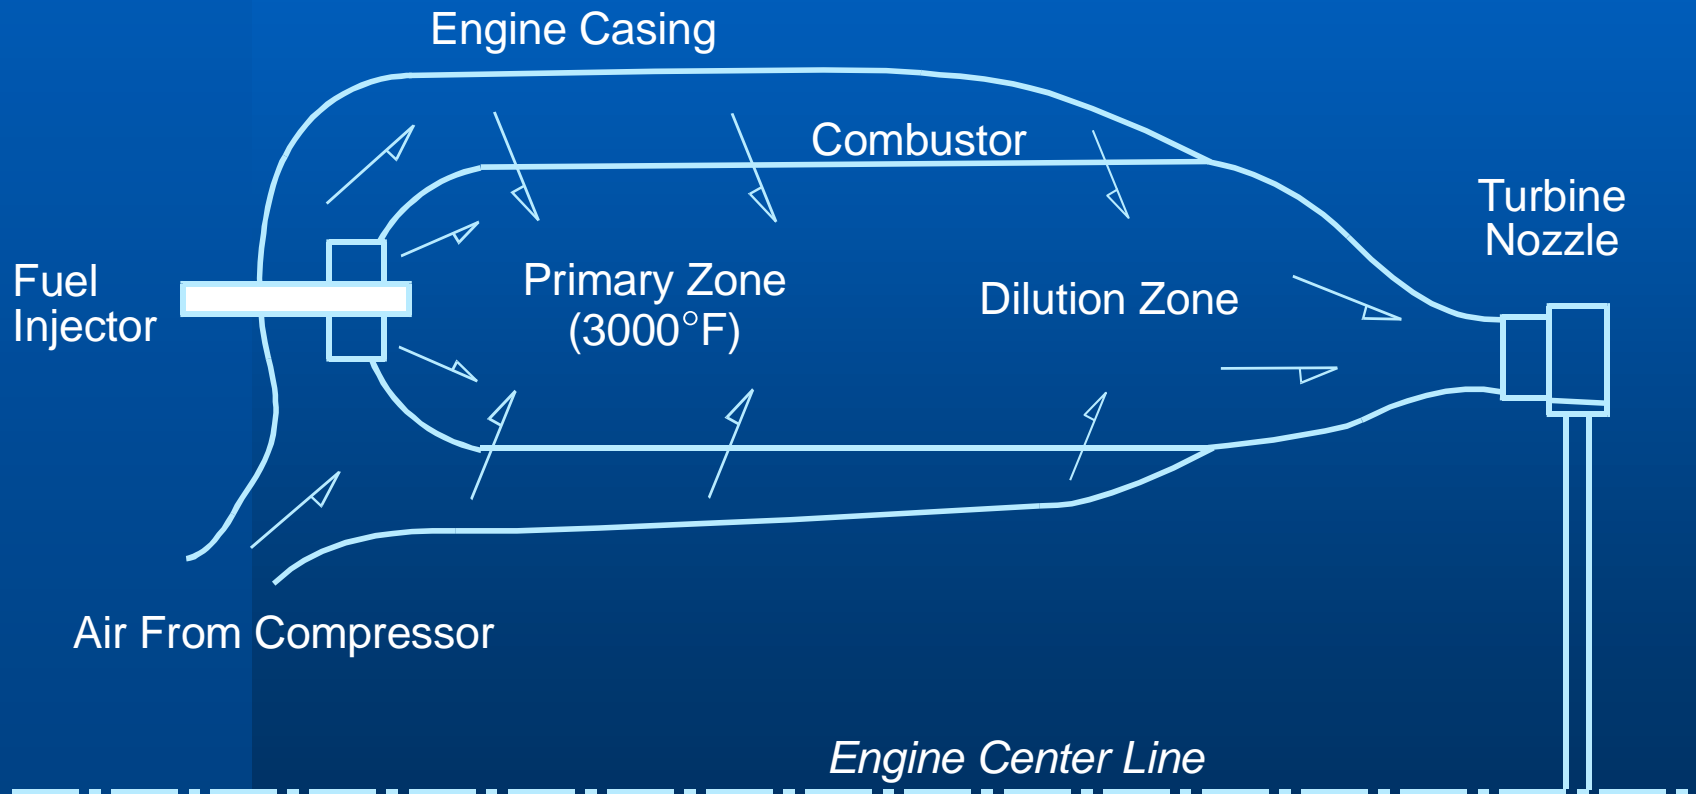 Engine Casing
Combustor
Turbine
Nozzle
Fuel
Injector
Primary Zone
(3000°F)
Dilution Zone
Air From Compressor
Engine Center Line